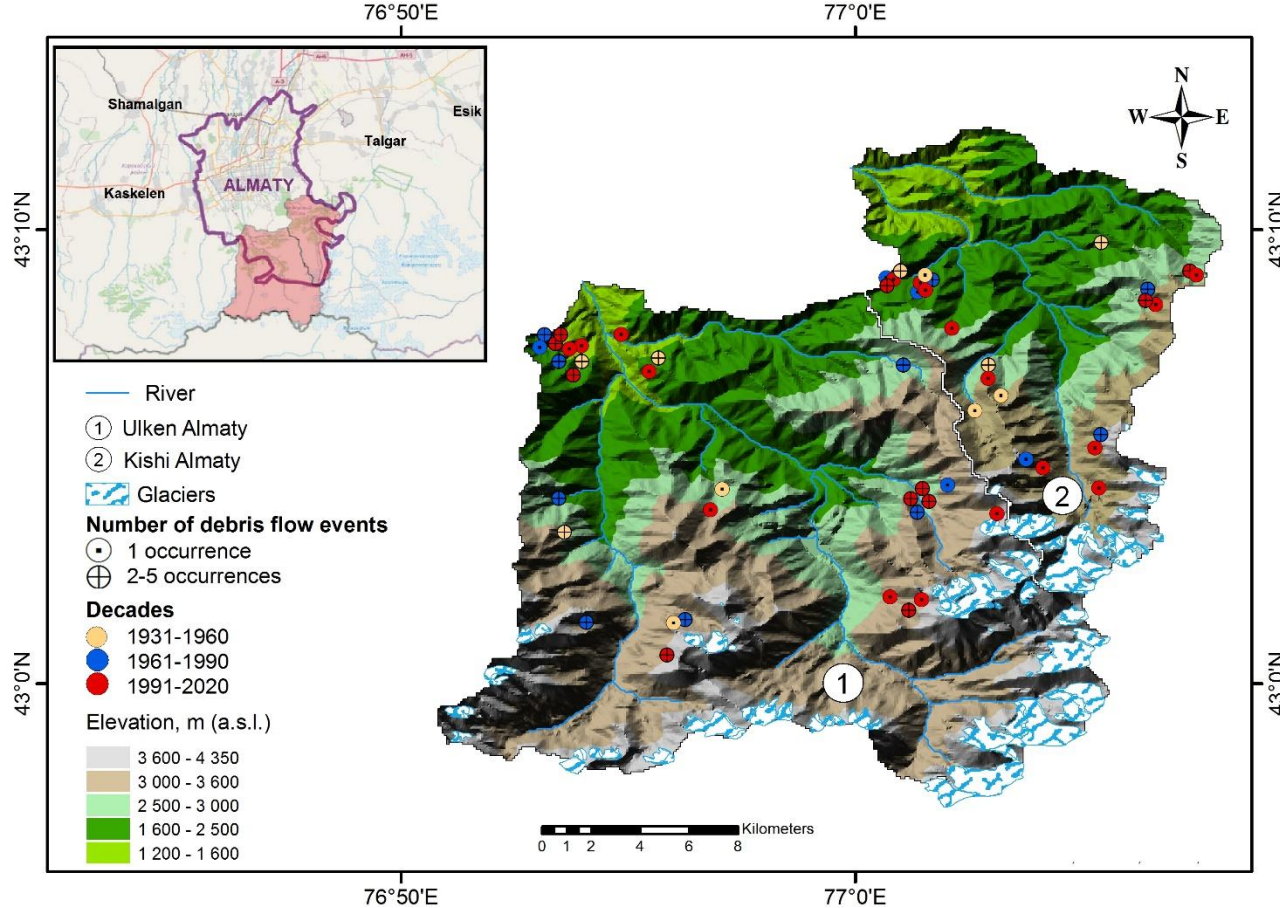 76°50'E
77°0'E
43°10'N
43°10'N
43°0'N
43°0'N
76°50'E
77°0'E
Shamalgan
Esik
Talgar
Kaskelen
ALMATY
N
W
E
S
River
1 Ulken Almaty
2 Kishi Almaty
Glaciers
Number of debris flow events
1 occurrence
2-5 occurrences
Decades
1931-1960
1961-1990
1991-2020
Elevation, m (a.s.l.)
3 600 - 4 350
3 000 - 3 600
2 500 - 3 000
1 600 - 2 500
1 200 - 1 600
2
1
Kilometers
0 1 2 4 6 8